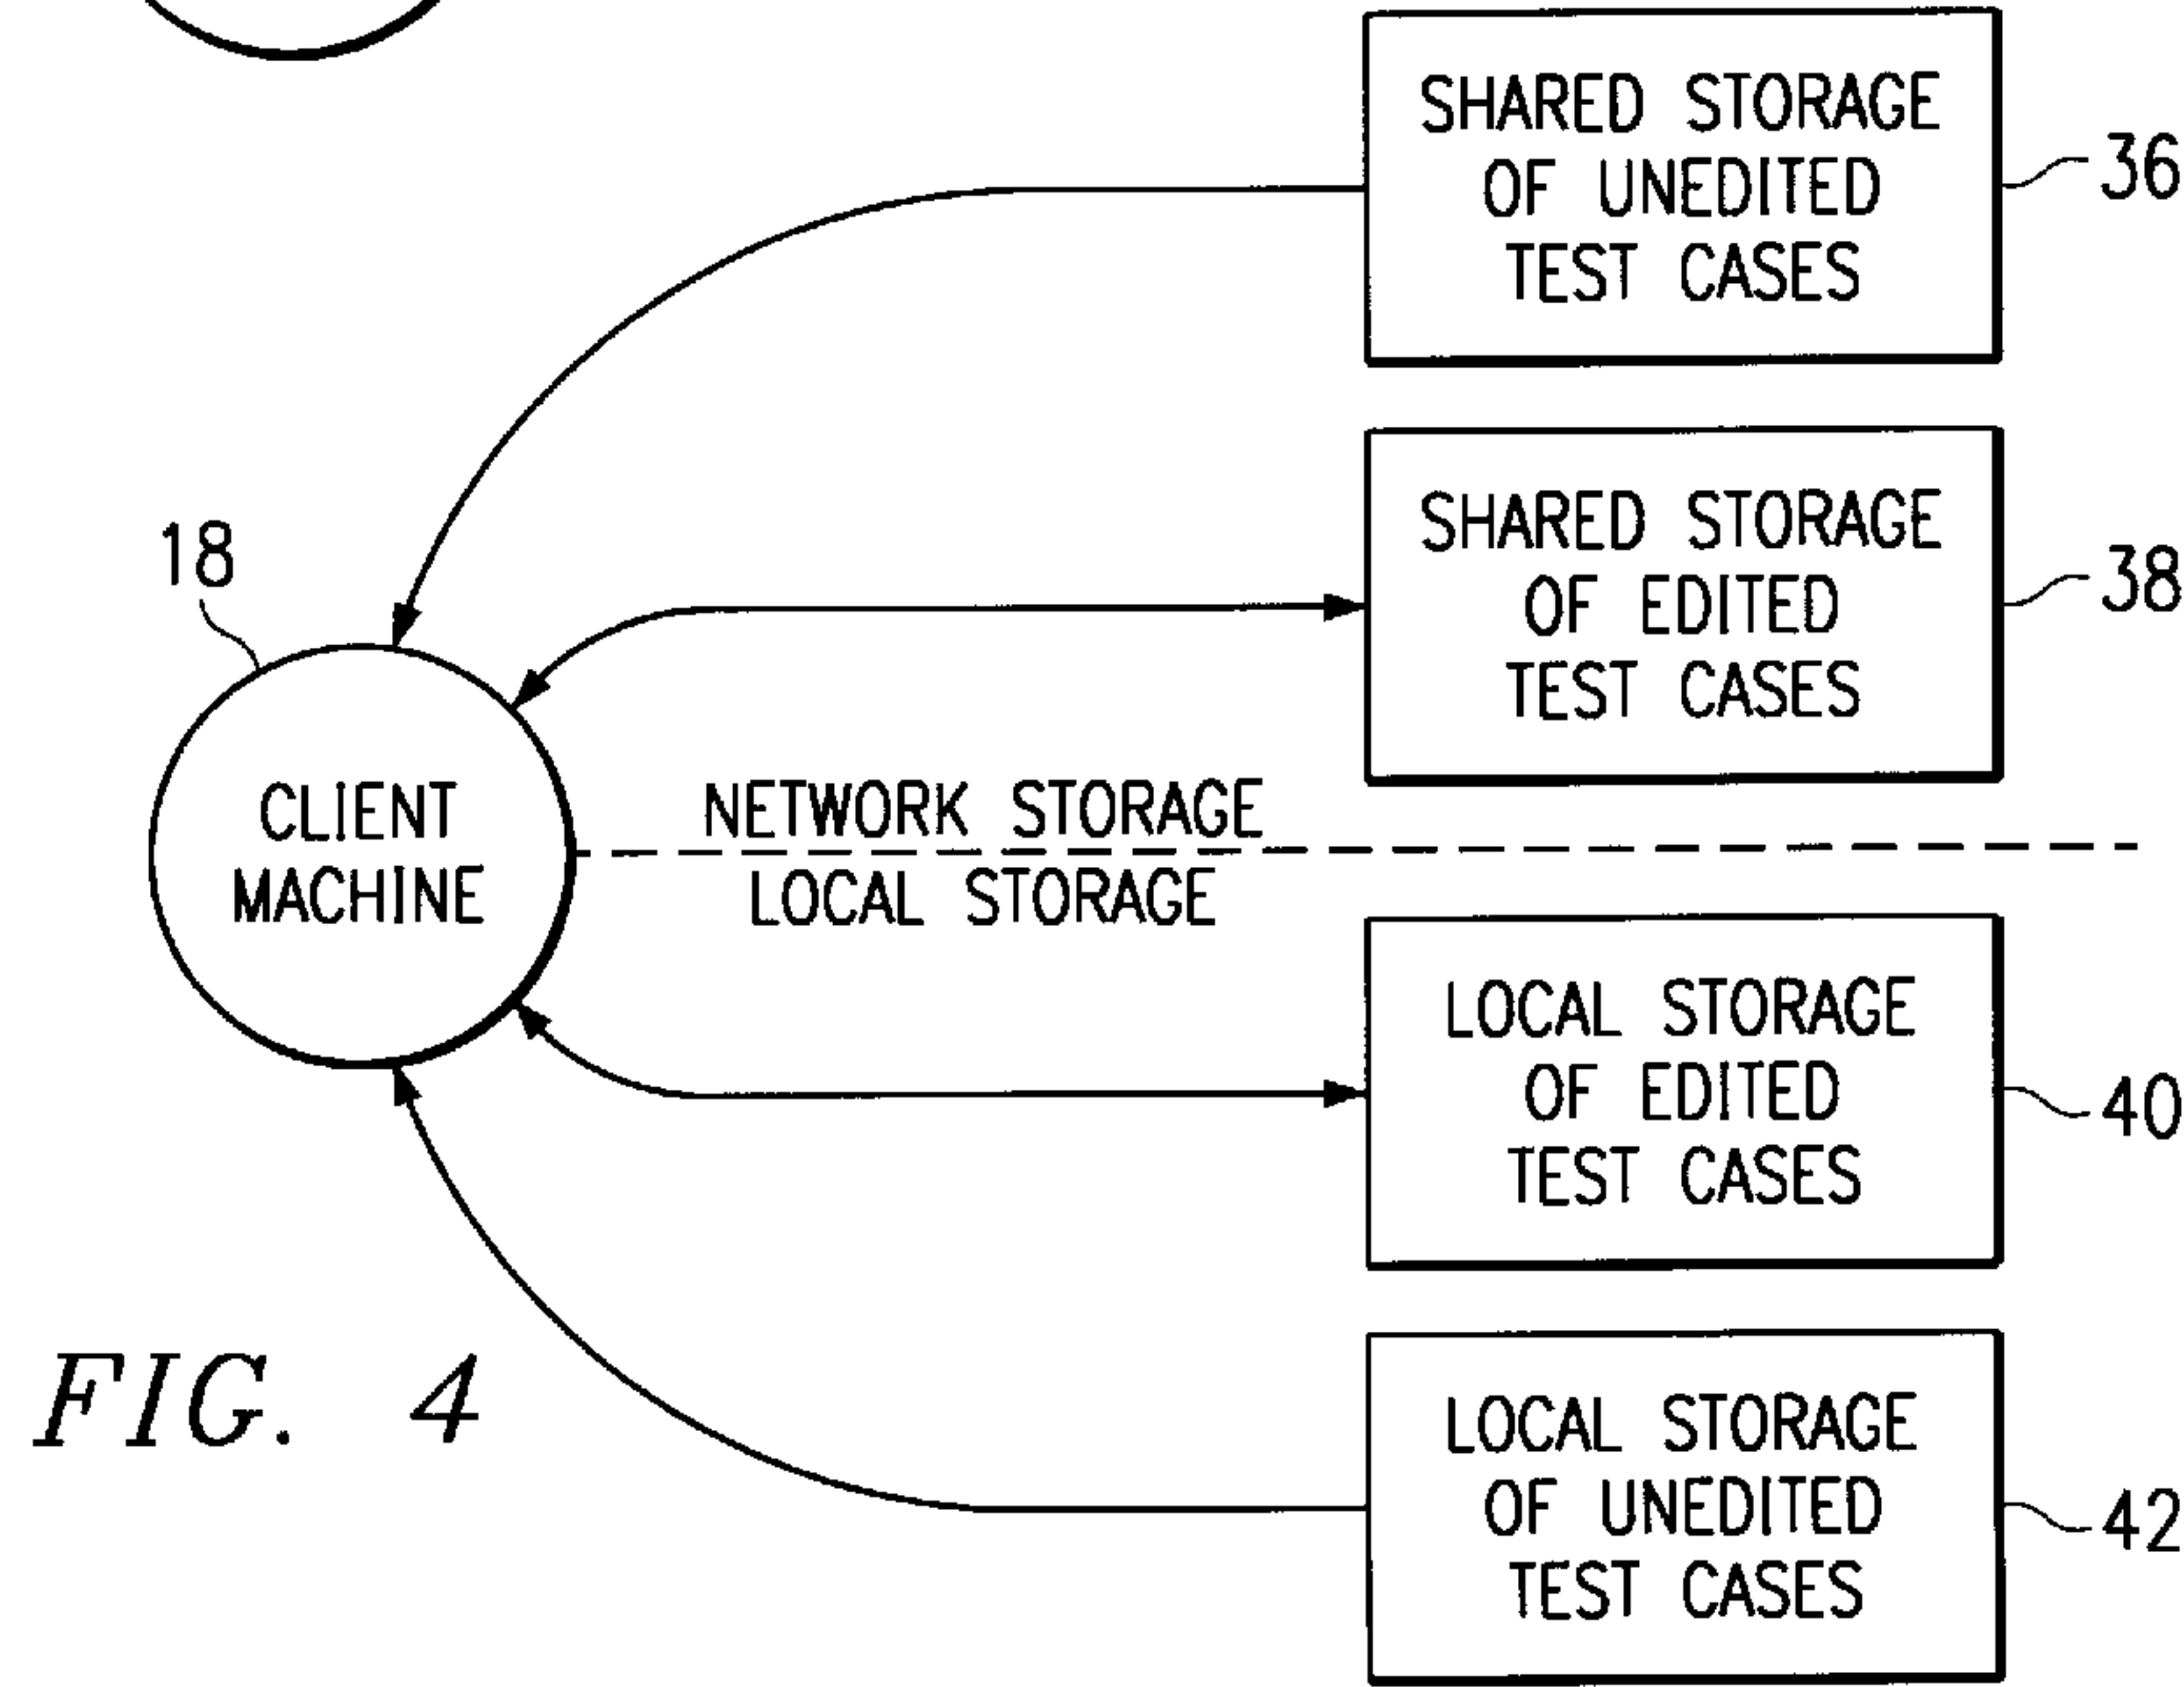 SHARED STORAGE
OF UNEDITED
TEST CASES
36
SHARED STORAGE
OF EDITED
TEST CASES
38
18
CLIENT
MACHINE
NETWORK STORAGE
LOCAL STORAGE
LOCAL STORAGE
OF EDITED
TEST CASES
40
LOCAL STORAGE
OF UNEDITED
TEST CASES
42
FIG. 4